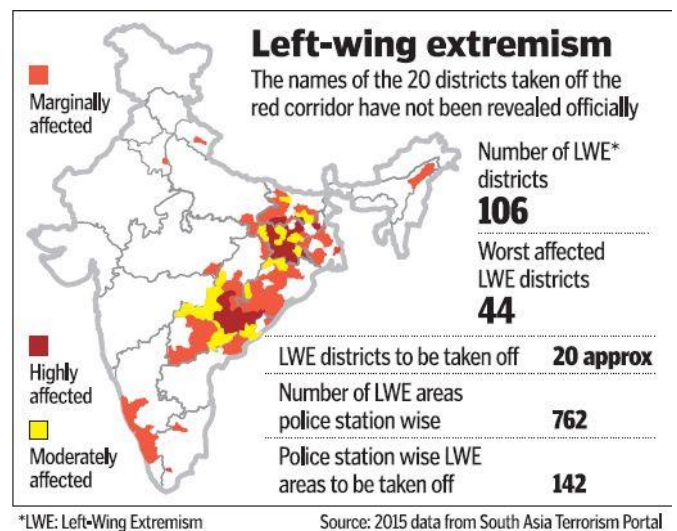 Left-wing extremism
The names of the 20 districts taken off the
red corridor have not been revealed officially
Marginally
affected
Number of LWE*
districts
106
Worst affected
LWE districts
44
Highly
affected
Moderately
affected
LWE districts to be taken off 20 approx
Number of LWE areas
police station wise 762
Police station wise LWE
areas to be taken off 142
*LWE: Left-Wing Extremism Source: 2015 data from South Asia Terrorism Portal